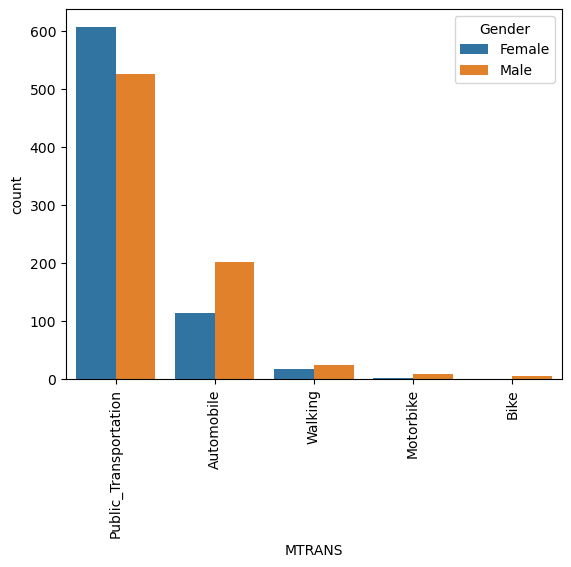 600
500
400
300
200
100
0
count
Gender
Female
Male
Public_Transportation
Automobile
Walking
Motorbike
Bike
MTRANS